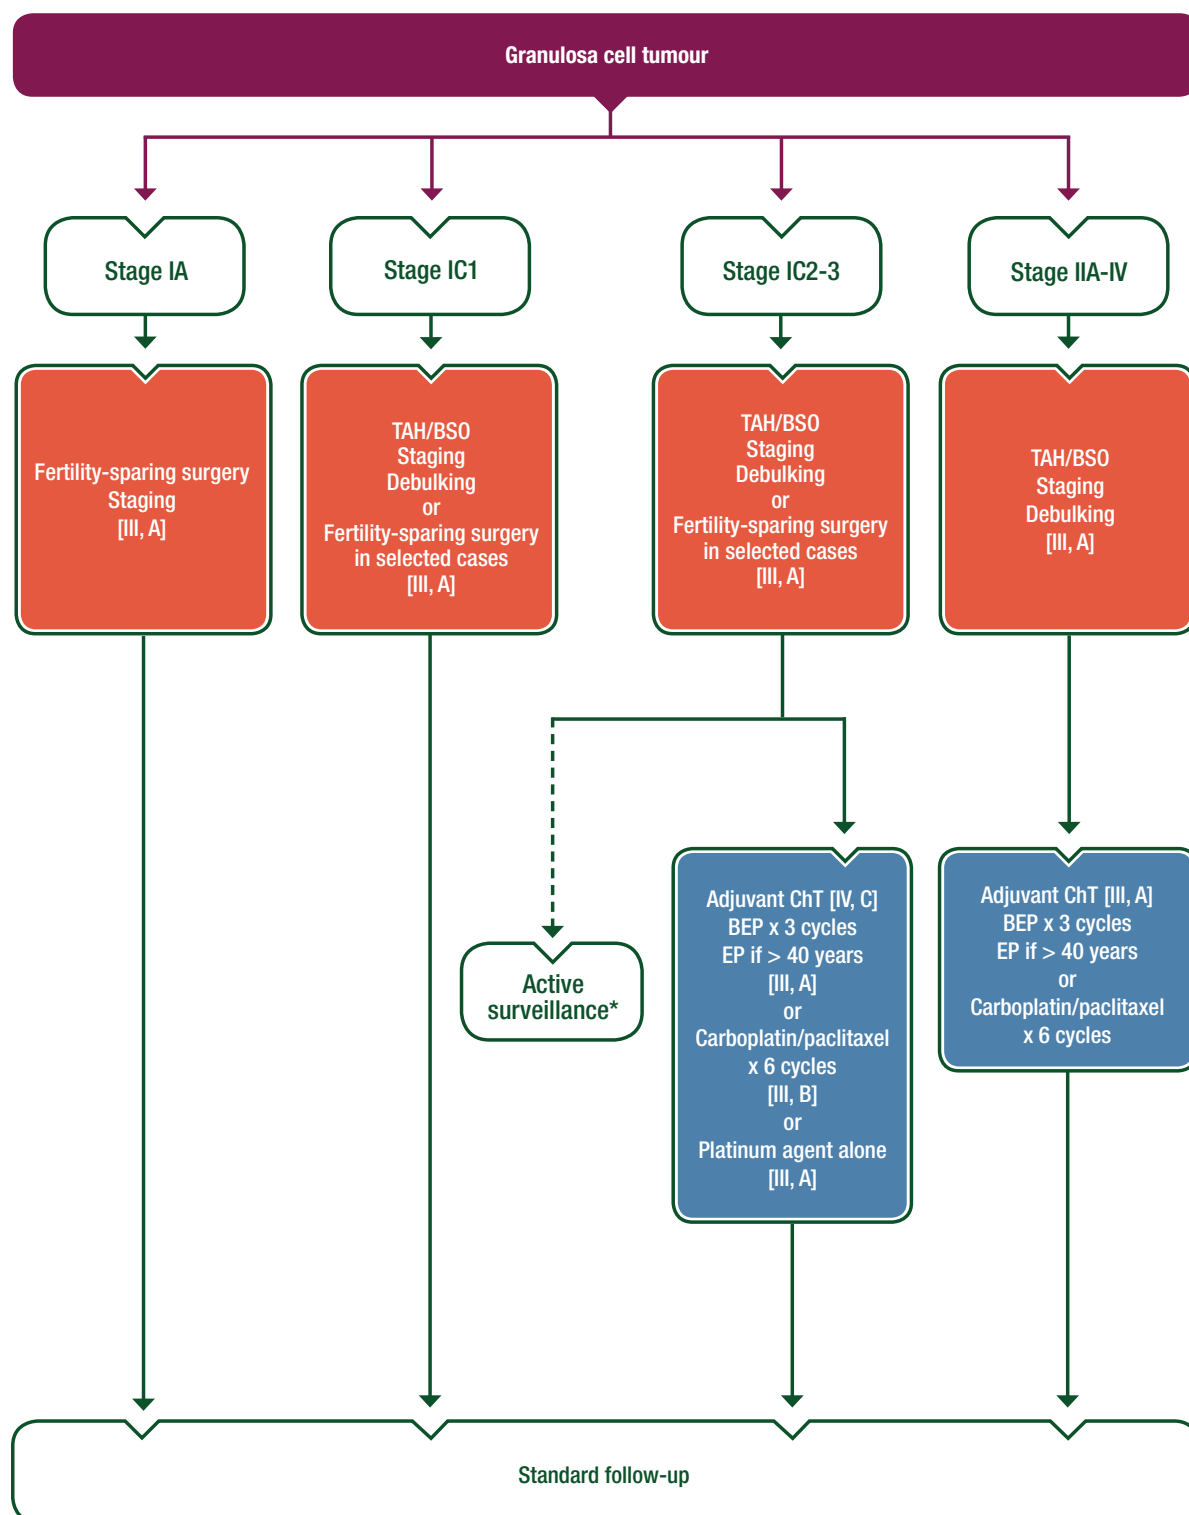 Granulosa cell tumour
Stage IA
Stage IC1
Stage IC2-3
Stage IIA-IV
Fertility-sparing surgery
Staging
[III, A]
TAH/BSO
Staging
Debulking
or
Fertility-sparing surgery
in selected cases
[III, A]
TAH/BSO
Staging
Debulking
or
Fertility-sparing surgery
in selected cases
[III, A]
TAH/BSO
Staging
Debulking
[III, A]
Active
surveillance*
Adjuvant ChT [IV, C]
BEP x 3 cycles
EP if > 40 years
[III, A]
or
Carboplatin/paclitaxel
x 6 cycles
[III, B]
or
Platinum agent alone
[III, A]
Adjuvant ChT [III, A]
BEP x 3 cycles
EP if > 40 years
or
Carboplatin/paclitaxel
x 6 cycles
Standard follow-up